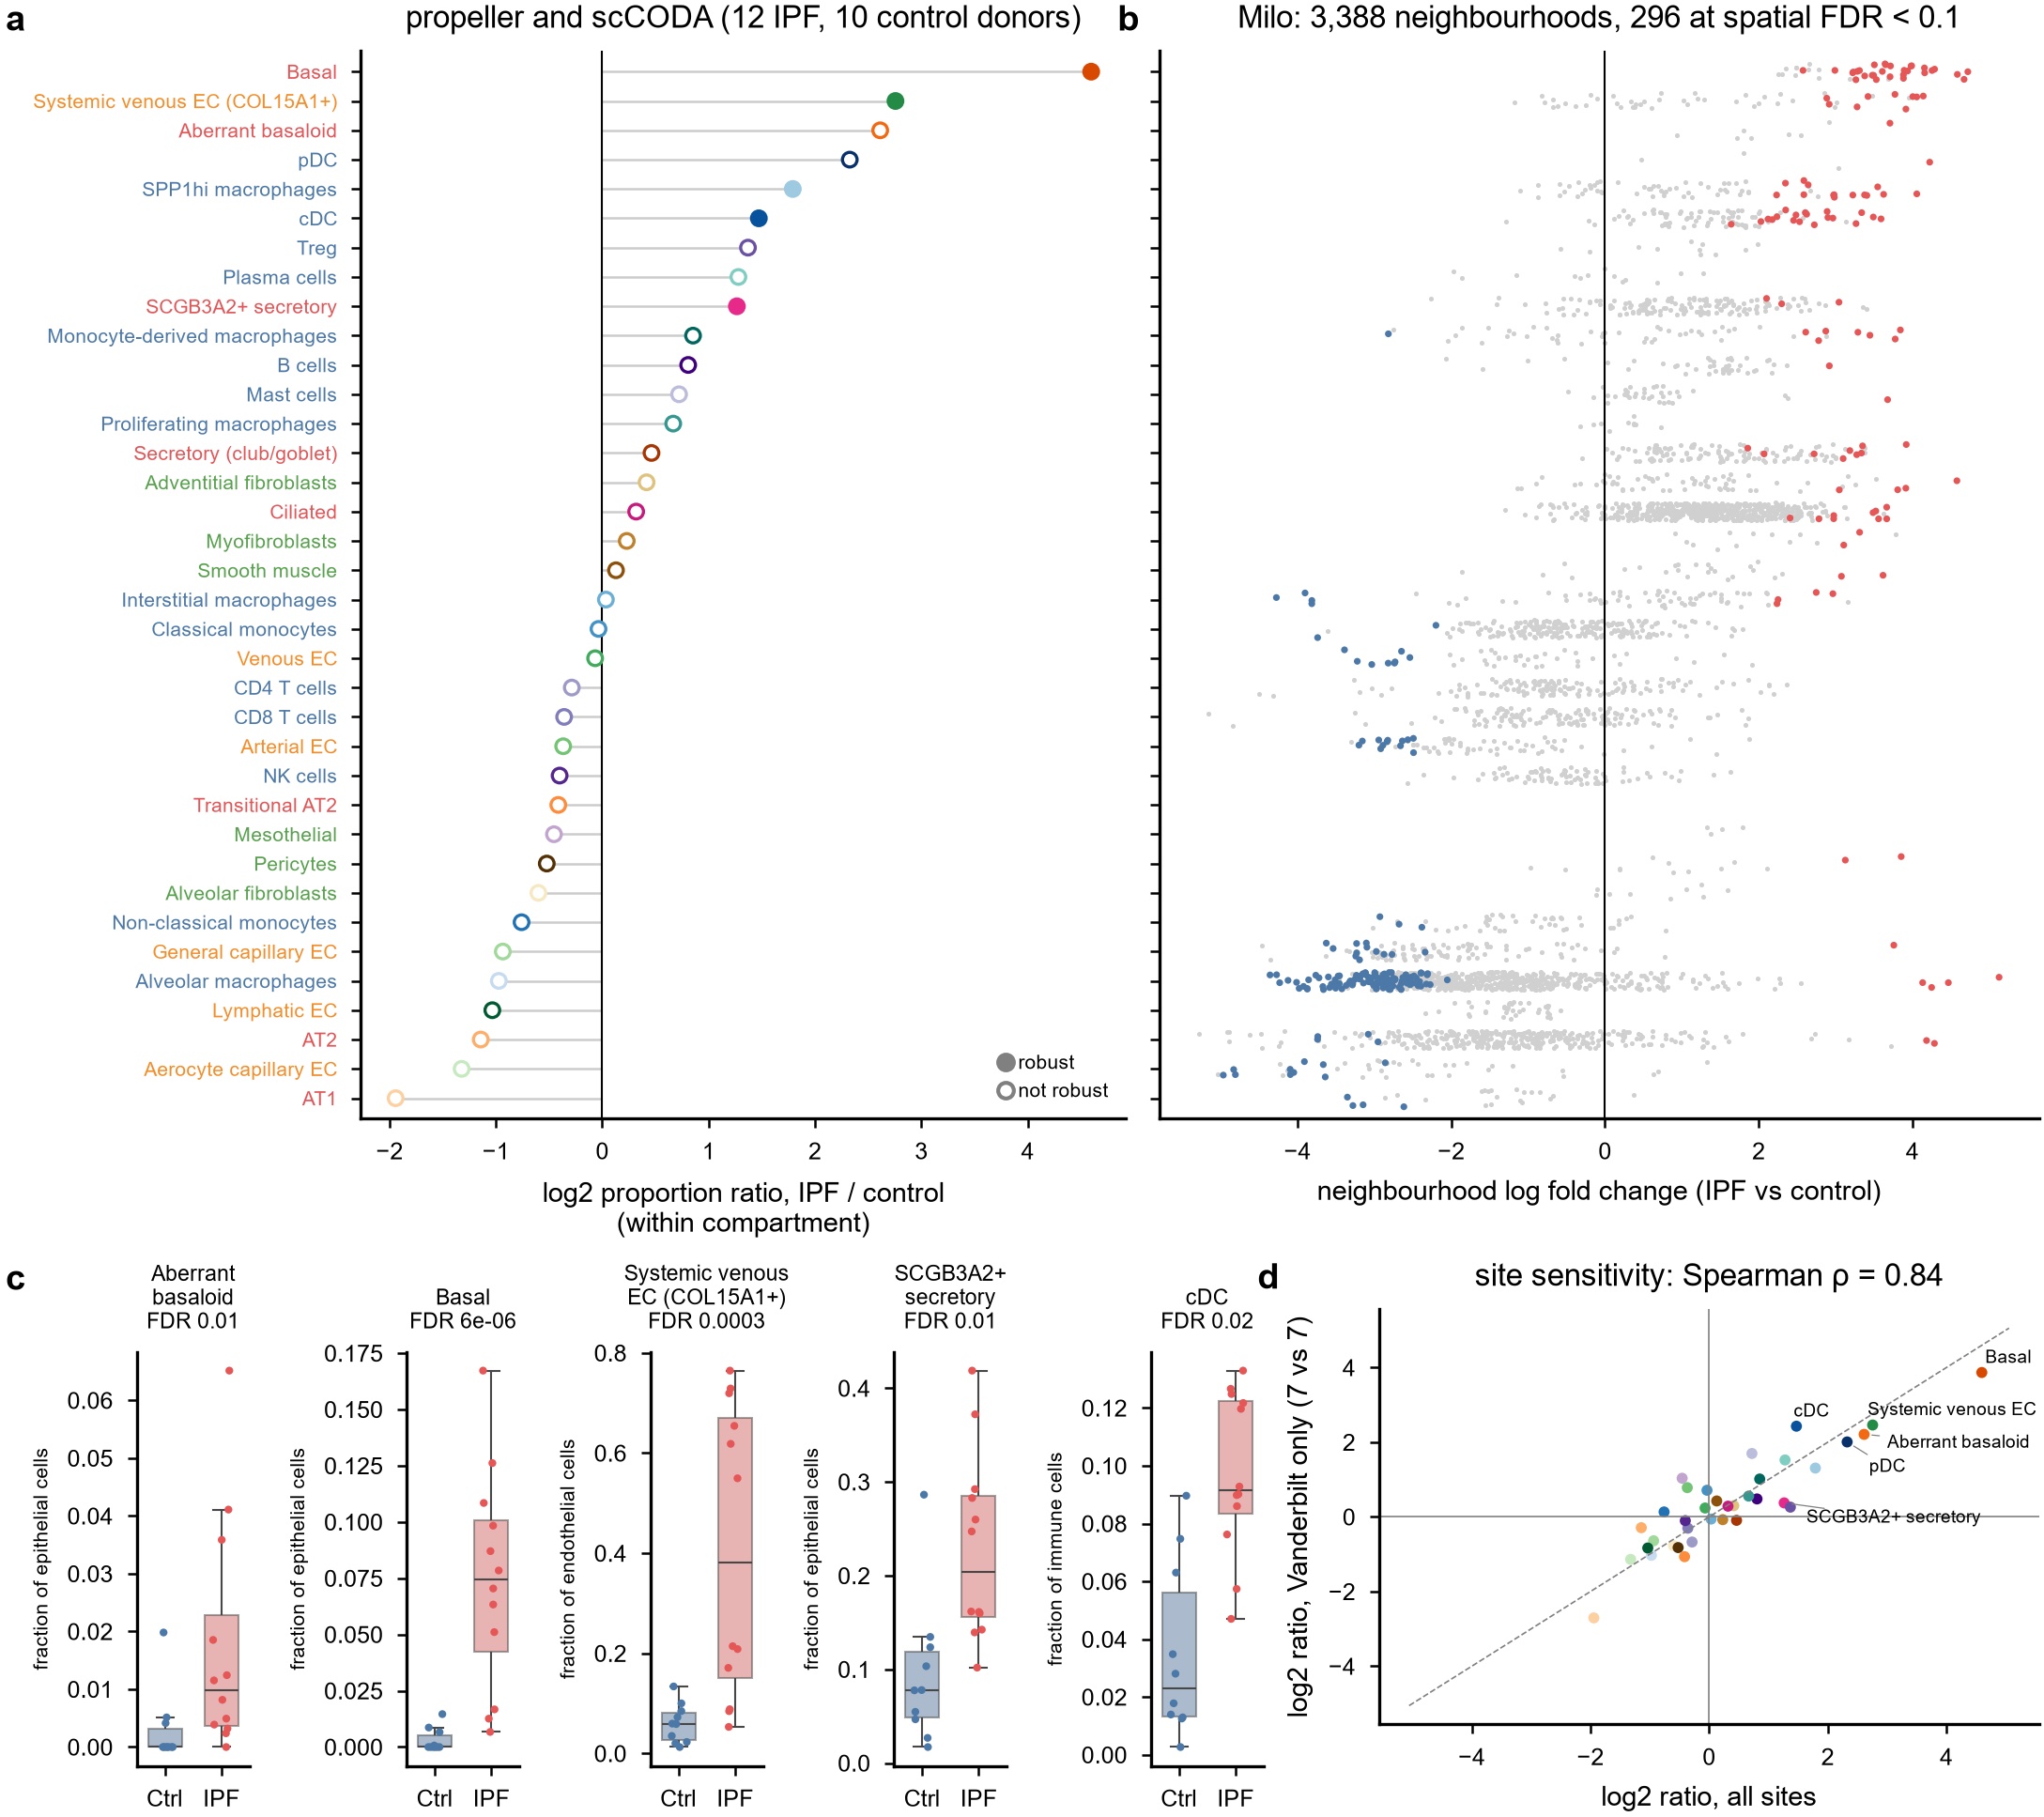 a
propeller and scCODA (12 IPF, 10 control donors)
Basal
Systemic venous EC (COL15A1+)
Aberrant basaloid
pDC
SPP1hi macrophages
cDC
Treg
Plasma cells
SCGB3A2+ secretory
Monocyte-derived macrophages
B cells
Mast cells
Proliferating macrophages
Secretory (club/goblet)
Adventitial fibroblasts
Ciliated
Myofibroblasts
Smooth muscle
Interstitial macrophages
Classical monocytes
Venous EC
CD4 T cells
CD8 T cells
Arterial EC
NK cells
Transitional AT2
Mesothelial
Pericytes
Alveolar fibroblasts
Non-classical monocytes
General capillary EC
Alveolar macrophages
Lymphatic EC
AT2
Aerocyte capillary EC
AT1
robust
not robust
−2 −1 0 1 2 3 4
log2 proportion ratio, IPF / control
(within compartment)
b
Milo: 3,388 neighbourhoods, 296 at spatial FDR < 0.1
−4 −2 0 2 4
neighbourhood log fold change (IPF vs control)
c
Aberrant
basaloid
FDR 0.01
fraction of epithelial cells
0.06
0.05
0.04
0.03
0.02
0.01
0.00
Ctrl IPF
Basal
FDR 6e-06
fraction of epithelial cells
0.175
0.150
0.125
0.100
0.075
0.050
0.025
0.000
Ctrl IPF
Systemic venous
EC (COL15A1+)
FDR 0.0003
fraction of endothelial cells
0.8
0.6
0.4
0.2
0.0
Ctrl IPF
SCGB3A2+
secretory
FDR 0.01
fraction of epithelial cells
0.4
0.3
0.2
0.1
0.0
Ctrl IPF
cDC
FDR 0.02
fraction of immune cells
0.12
0.10
0.08
0.06
0.04
0.02
0.00
Ctrl IPF
d
site sensitivity: Spearman ρ = 0.84
log2 ratio, Vanderbilt only (7 vs 7)
4
2
0
−2
−4
Basal
cDC
Systemic venous EC
Aberrant basaloid
pDC
SCGB3A2+ secretory
−4 −2 0 2 4
log2 ratio, all sites